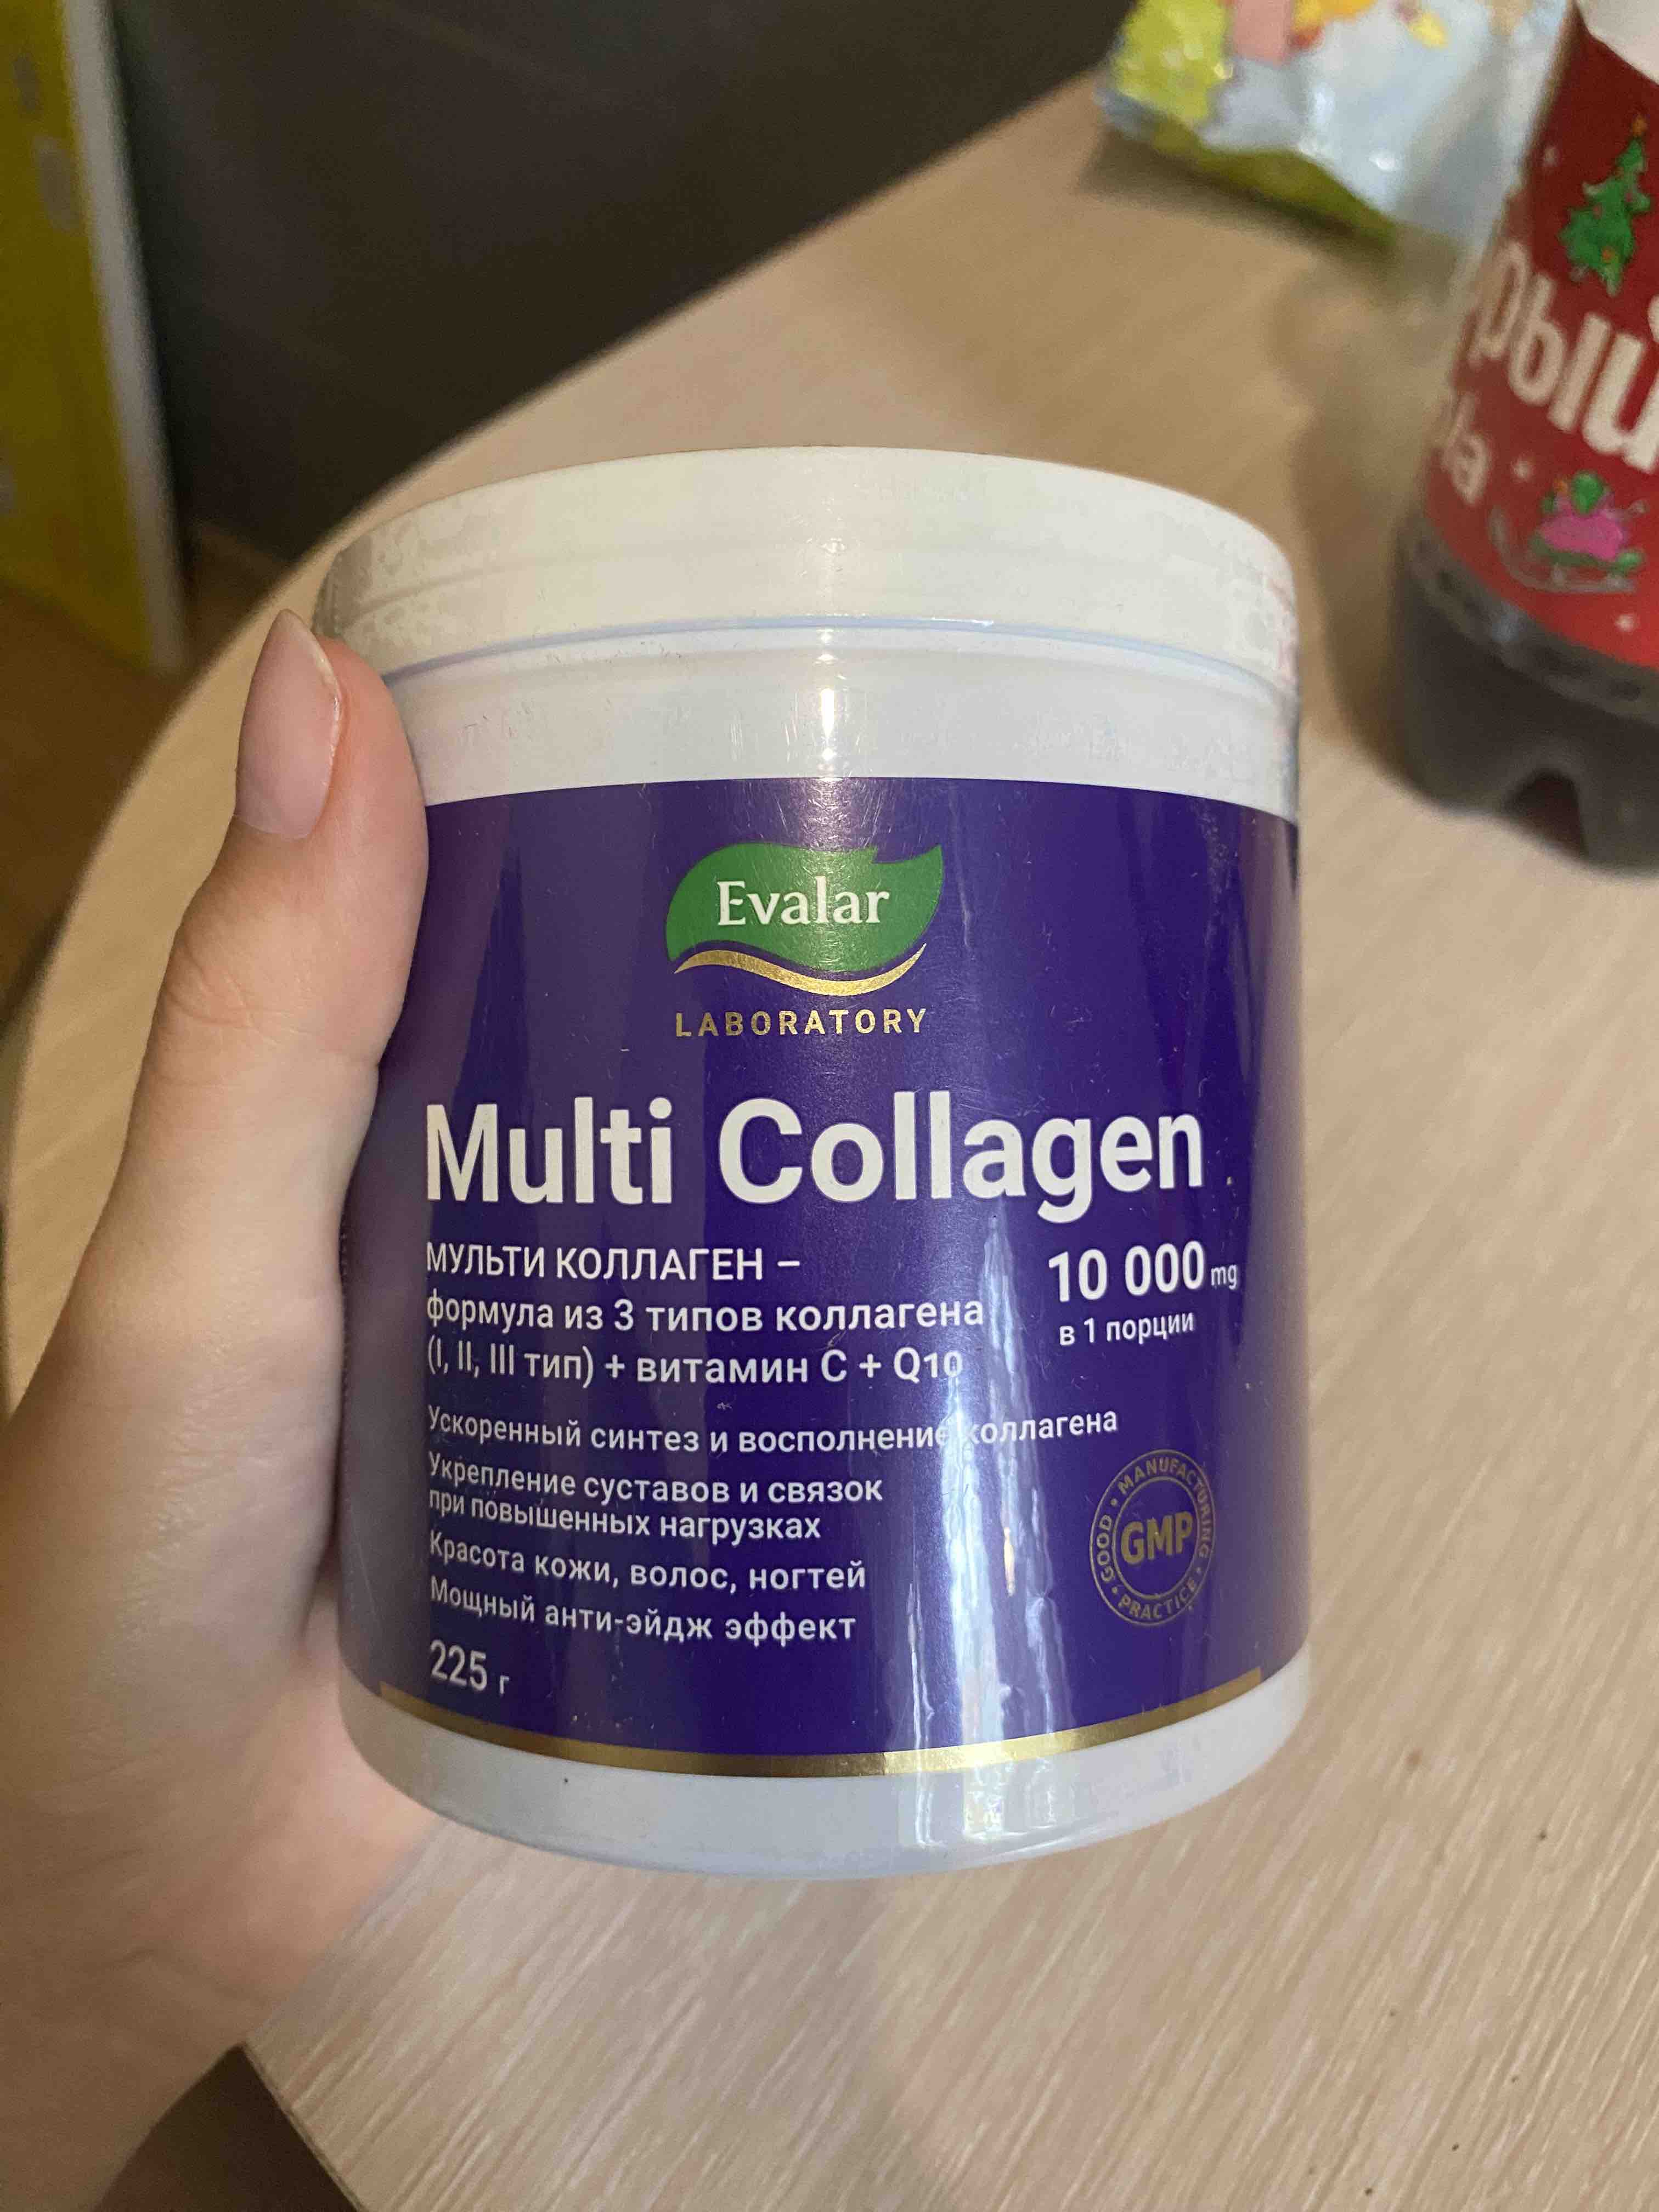 Evalar
LABORATORY
Multi Collagen
МУЛЬТИ КОЛЛАГЕН –
формула из 3 типов коллагена
(I, II, III тип) + витамин С + Q10
10 000 mg
в 1 порции
Ускоренный синтез и восполнение коллагена
Укрепление суставов и связок
при повышенных нагрузках
Красота кожи, волос, ногтей
Мощный анти-эйдж эффект
225 г
GOOD • MANUFACTURING • PRACTICE
GMP